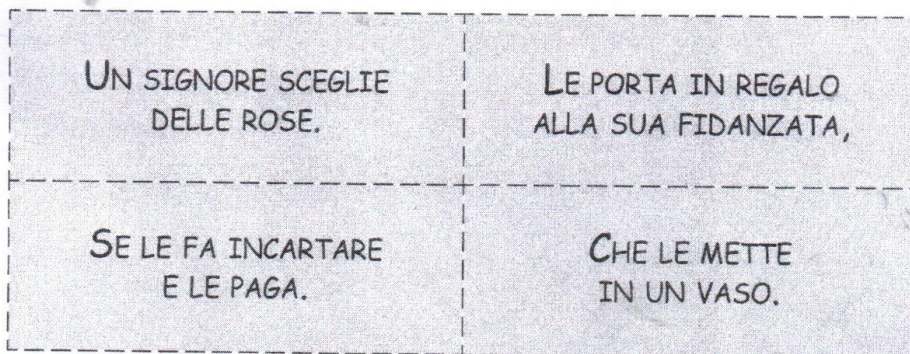 UN SIGNORE SCEGLIE
DELLE ROSE.
LE PORTA IN REGALO
ALLA SUA FIDANZATA,
SE LE FA INCARTARE
E LE PAGA.
CHE LE METTE
IN UN VASO.